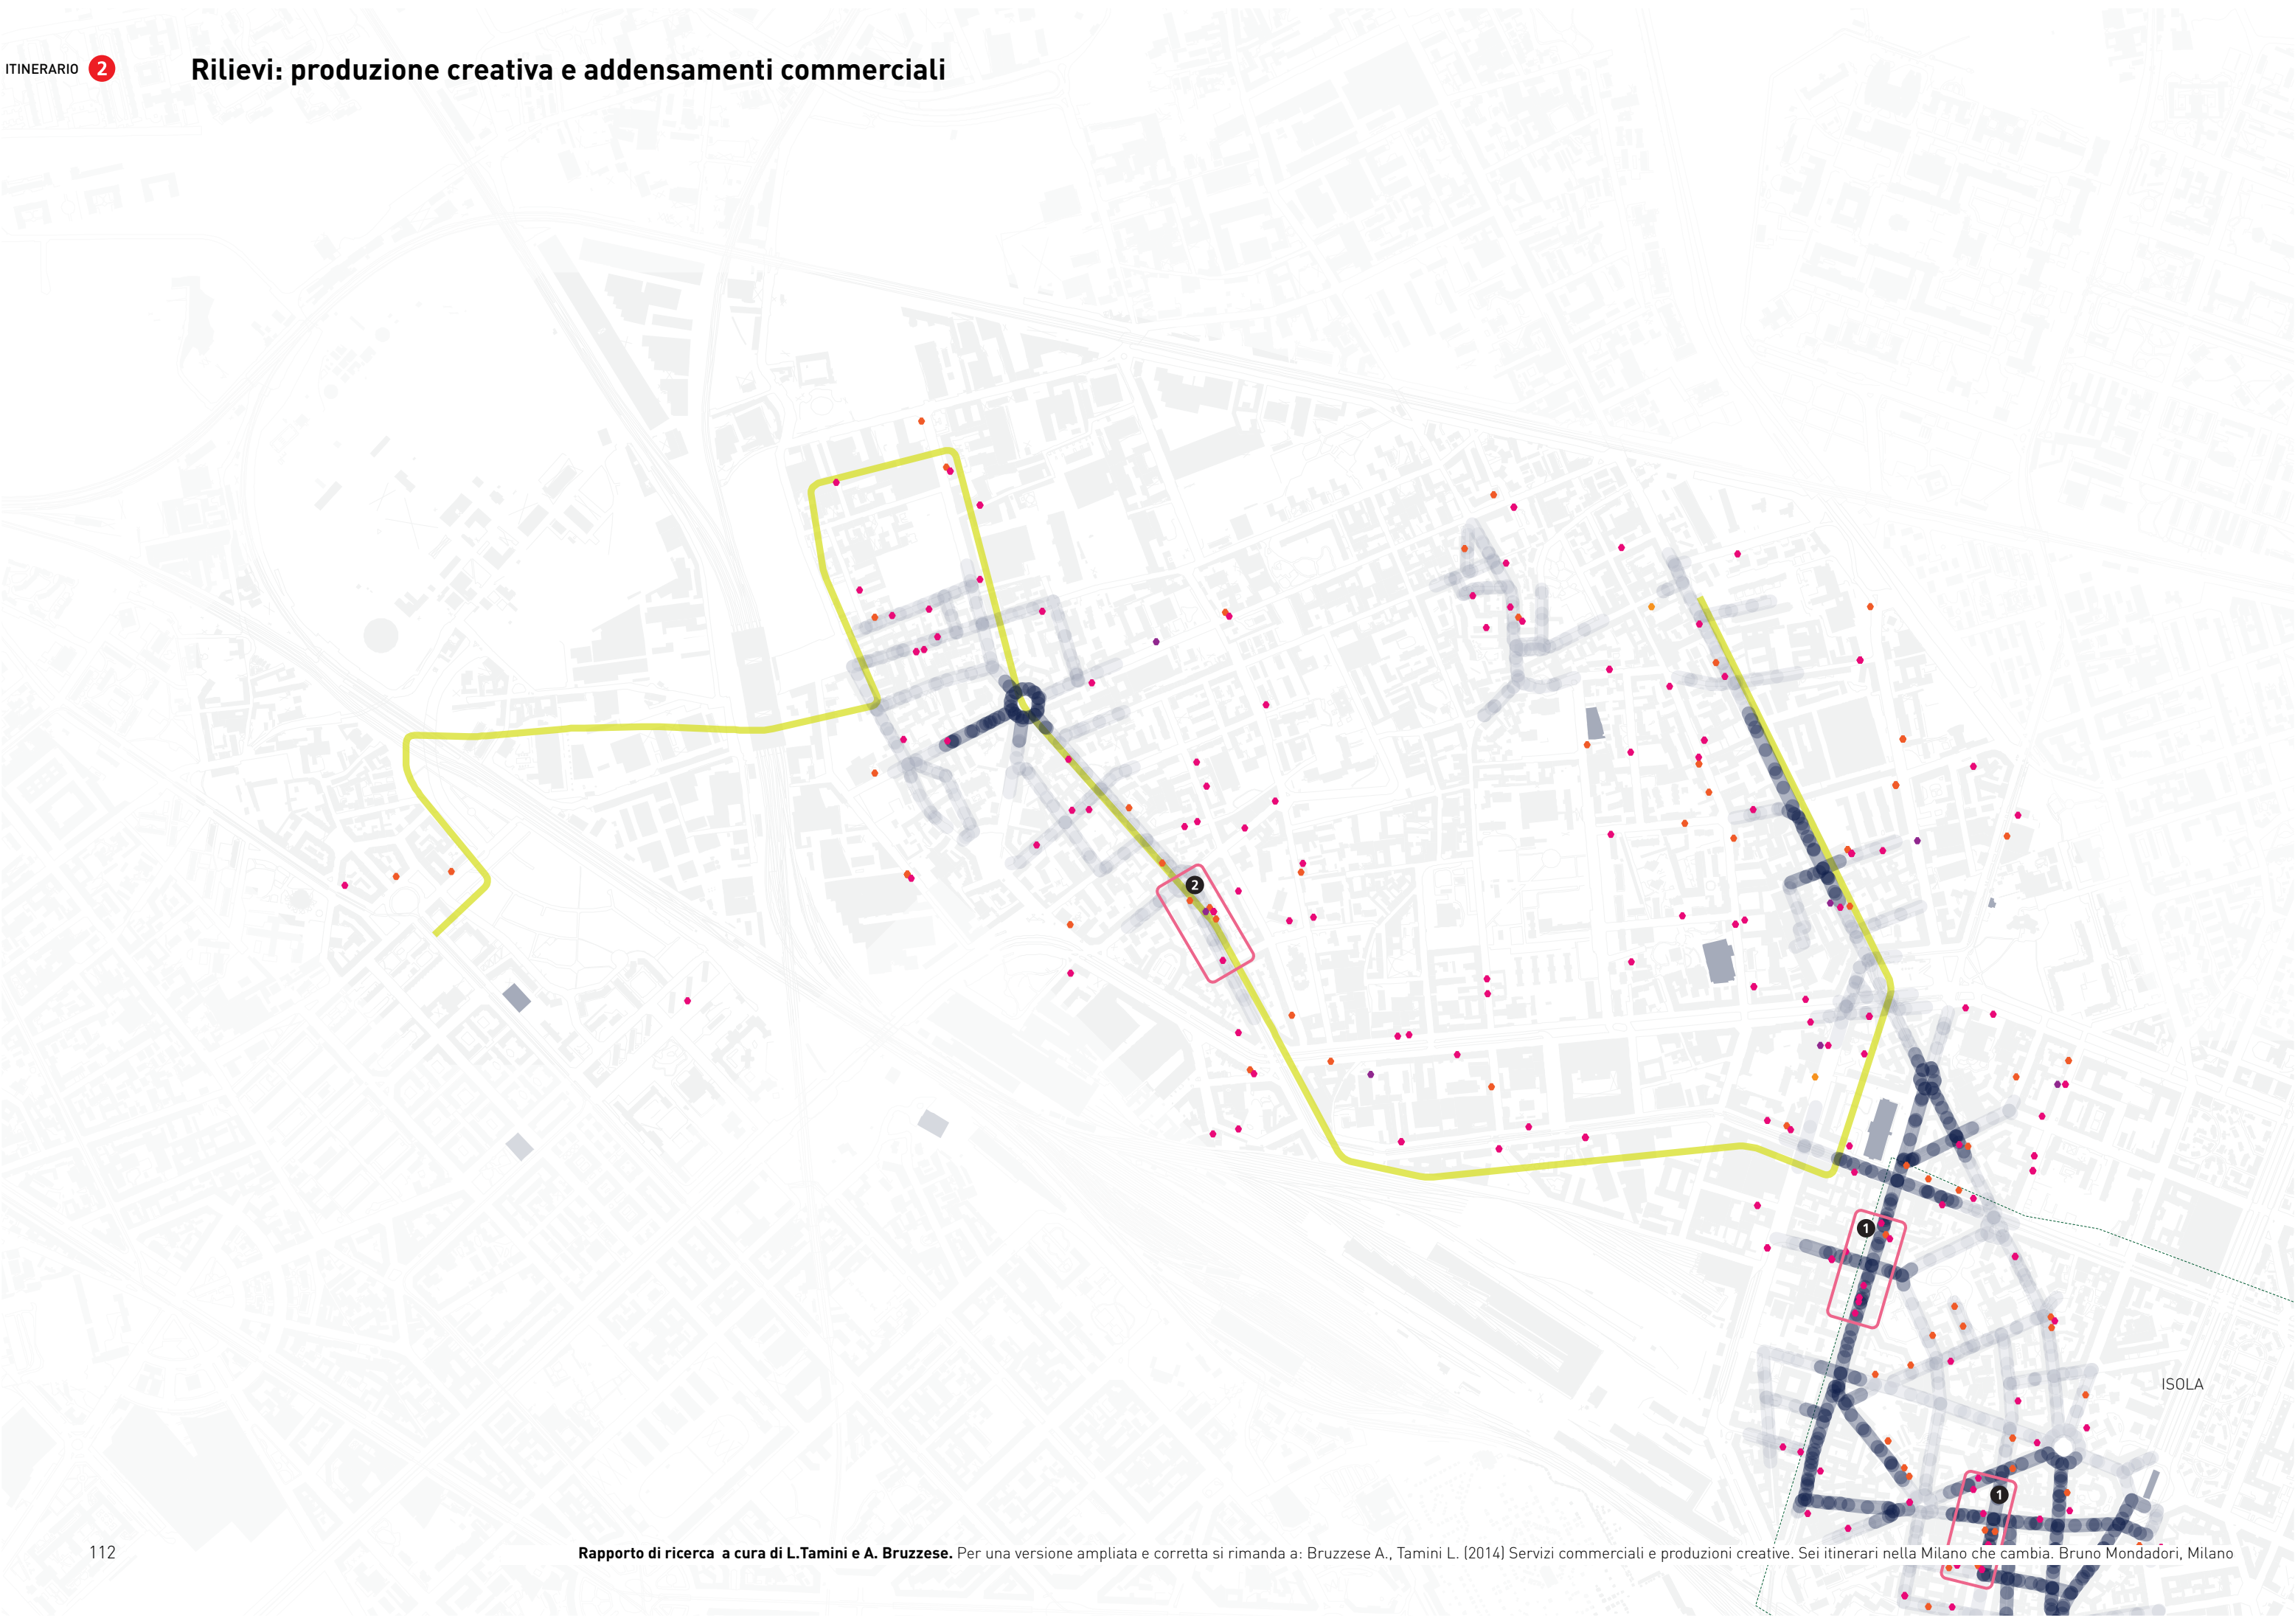 ITINERARIO 2
Rilievi: produzione creativa e addensamenti commerciali
2
1
ISOLA
1
112
Rapporto di ricerca a cura di L.Tamini e A. Bruzzese. Per una versione ampliata e corretta si rimanda a: Bruzzese A., Tamini L. (2014) Servizi commerciali e produzioni creative. Sei itinerari nella Milano che cambia. Bruno Mondadori, Milano